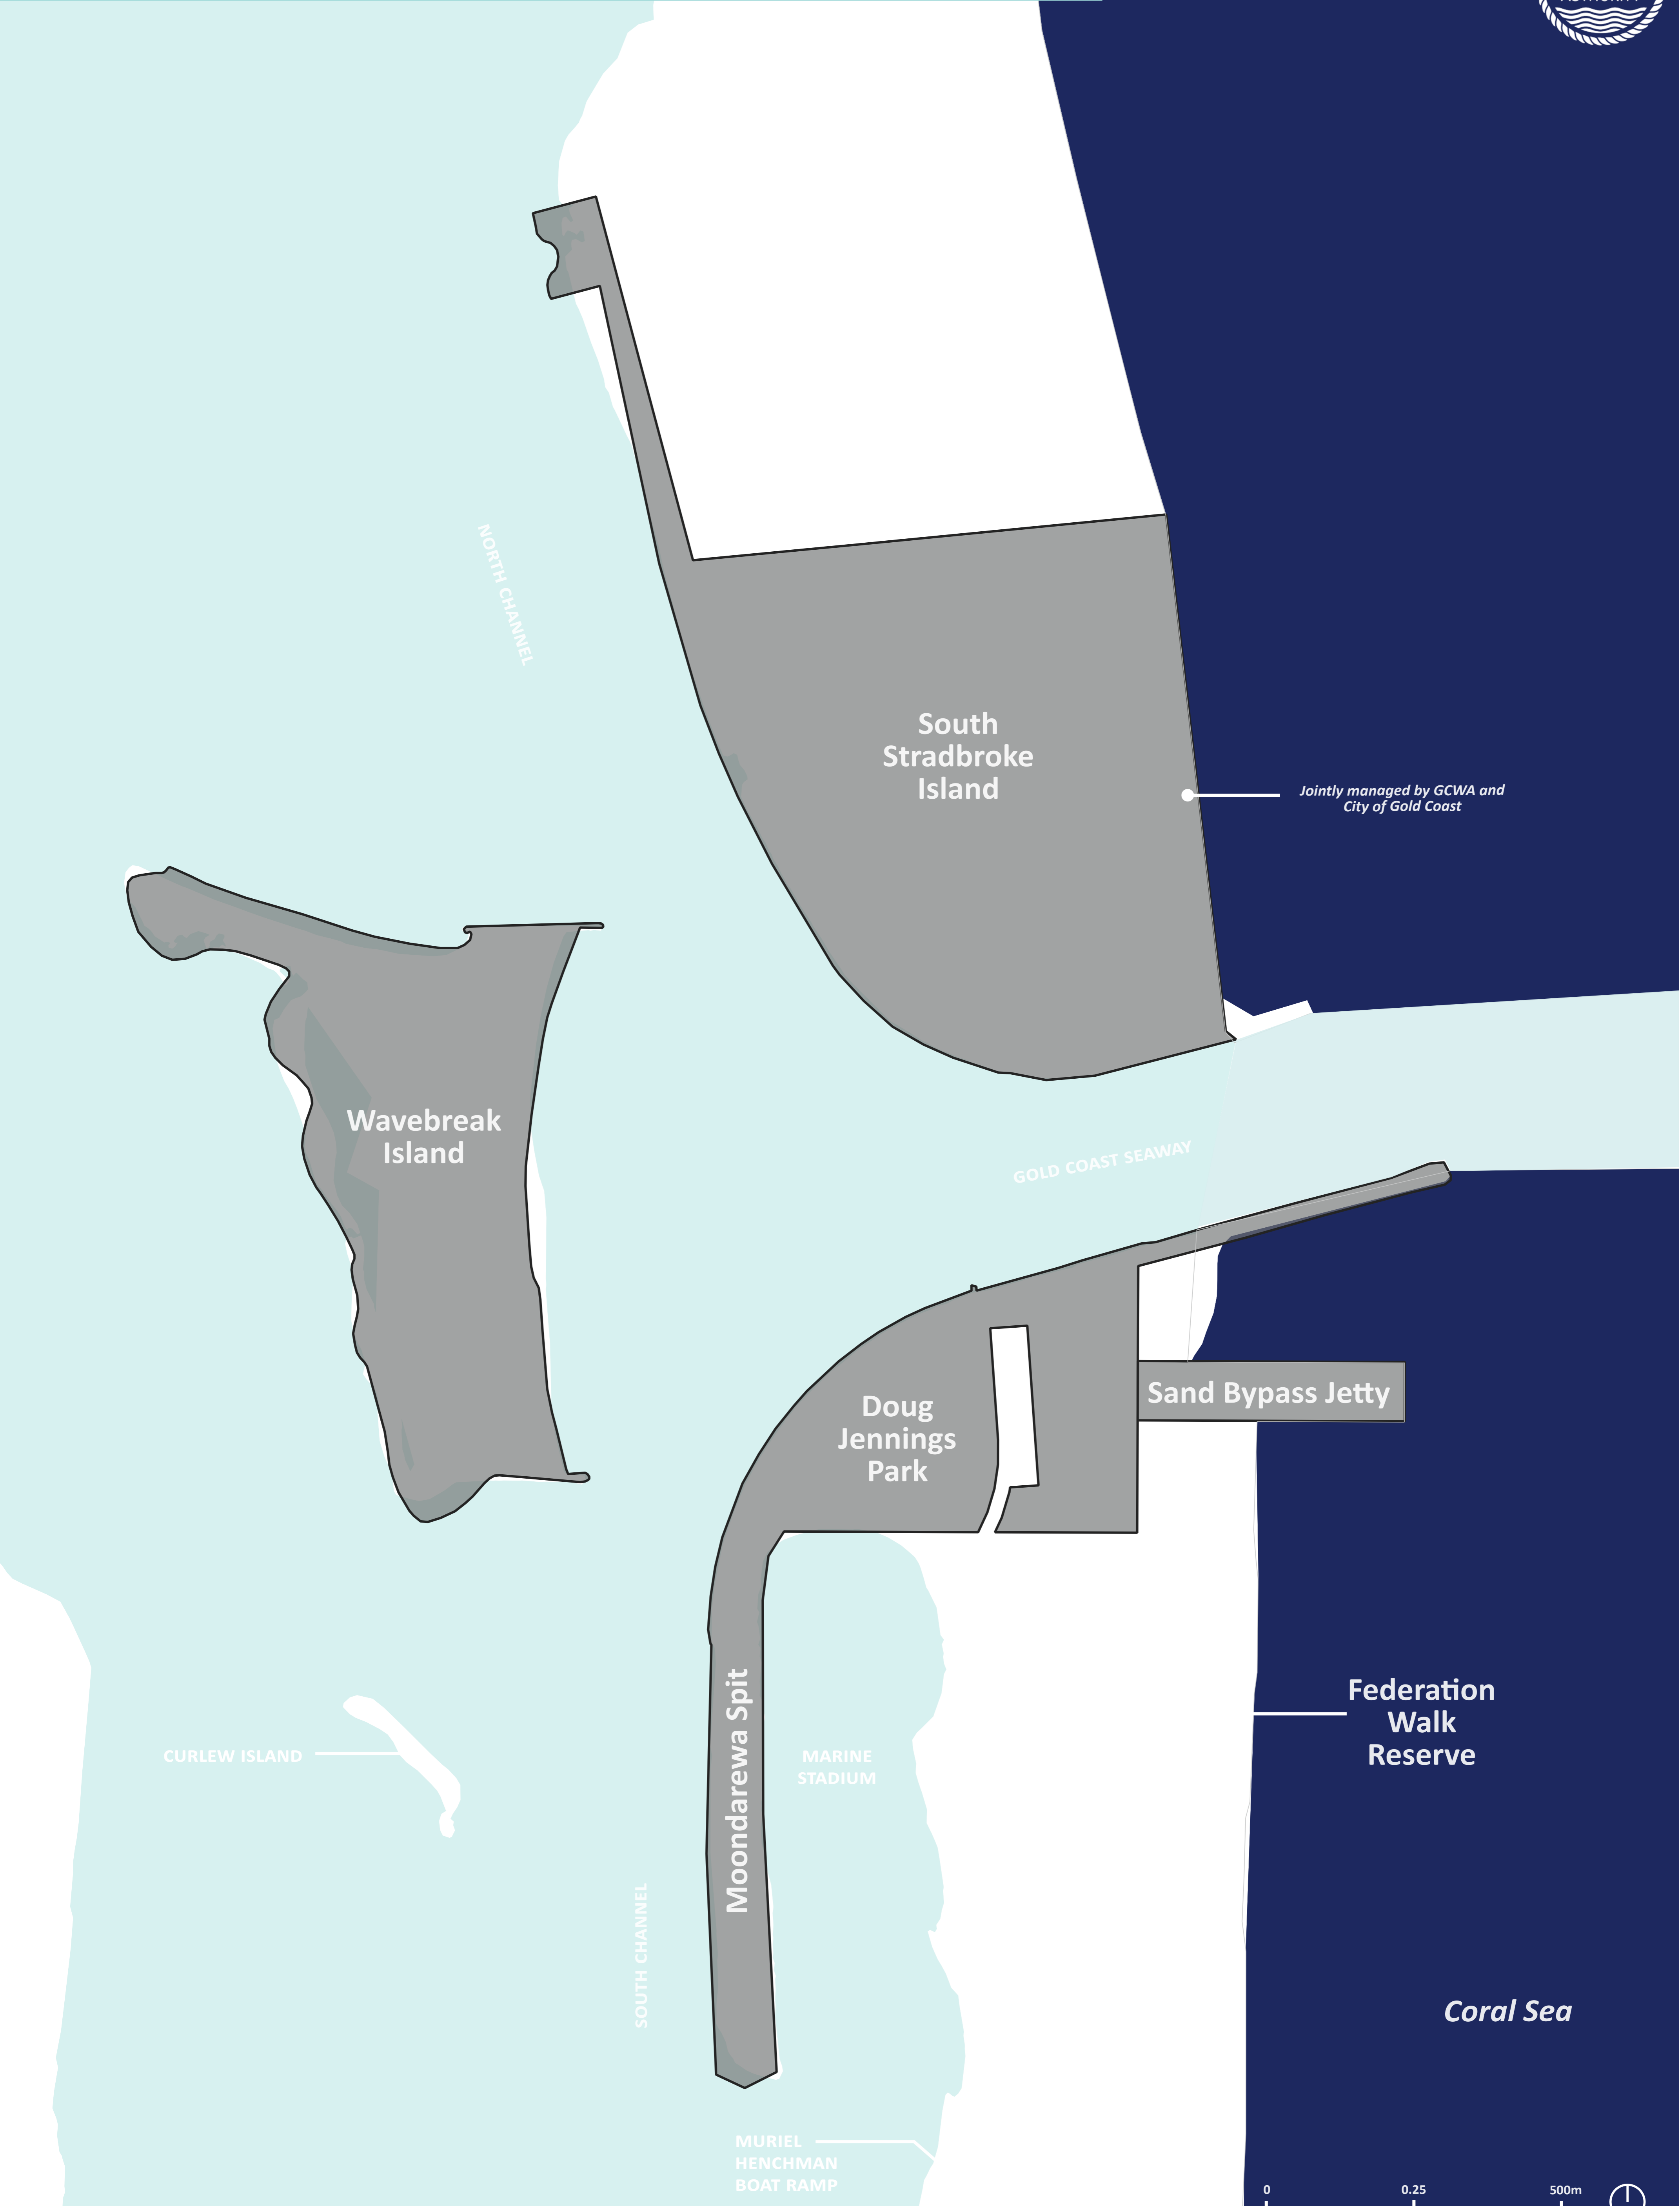 NORTH CHANNEL
South
Stradbroke
Island
Jointly managed by GCWA and
City of Gold Coast
Wavebreak
Island
GOLD COAST SEAWAY
Doug
Jennings
Park
Sand Bypass Jetty
Moondarewa Spit
Federation
Walk
Reserve
CURLEW ISLAND
MARINE
STADIUM
SOUTH CHANNEL
Coral Sea
MURIEL
HENCHMAN
BOAT RAMP
0
0.25
500m